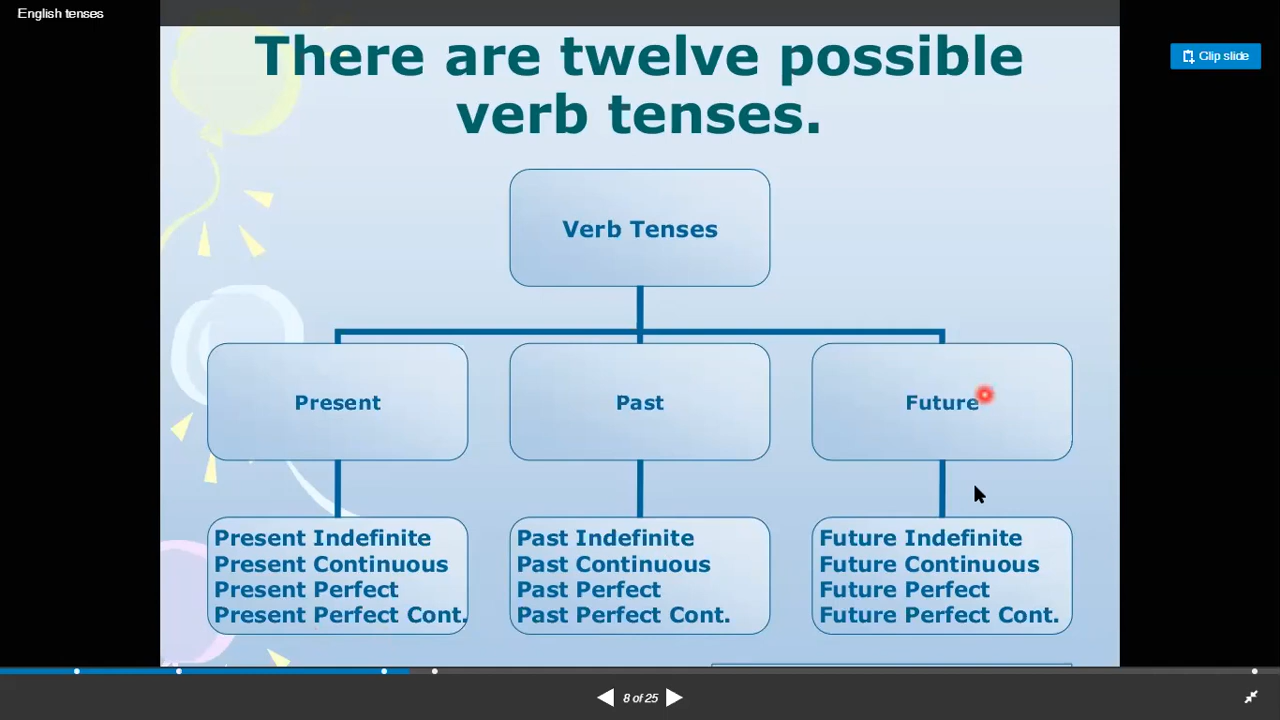 English tenses
Clip slide
There are twelve possible
verb tenses.
Verb Tenses
Present
Past
Future
Present Indefinite
Present Continuous
Present Perfect
Present Perfect Cont.
Past Indefinite
Past Continuous
Past Perfect
Past Perfect Cont.
Future Indefinite
Future Continuous
Future Perfect
Future Perfect Cont.
8 of 25